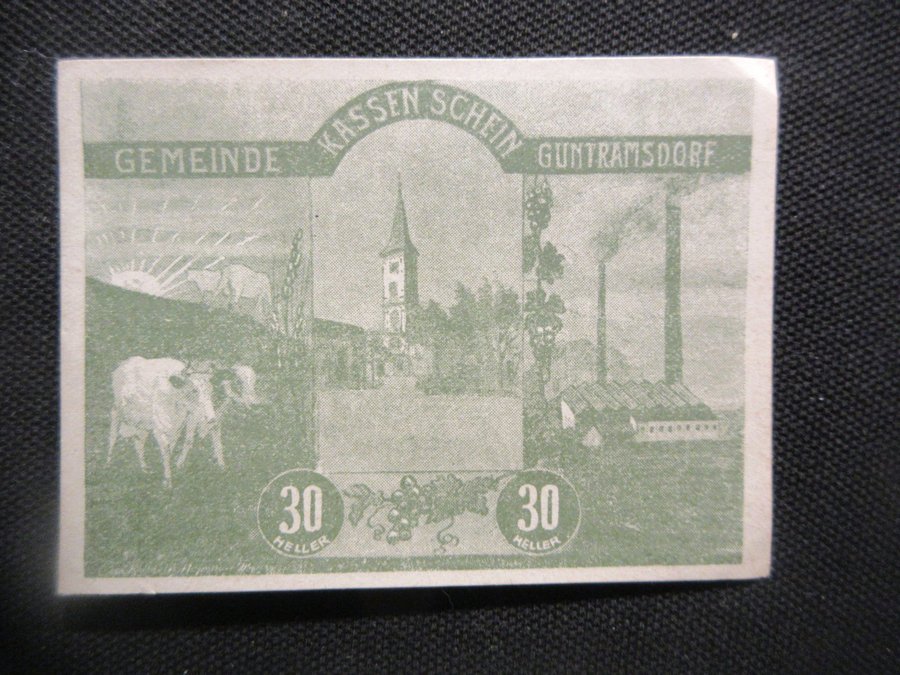 GEMEINDE KASSEN SCHEIN GUNTRAMSDORF
30 30
HELLER HELLER